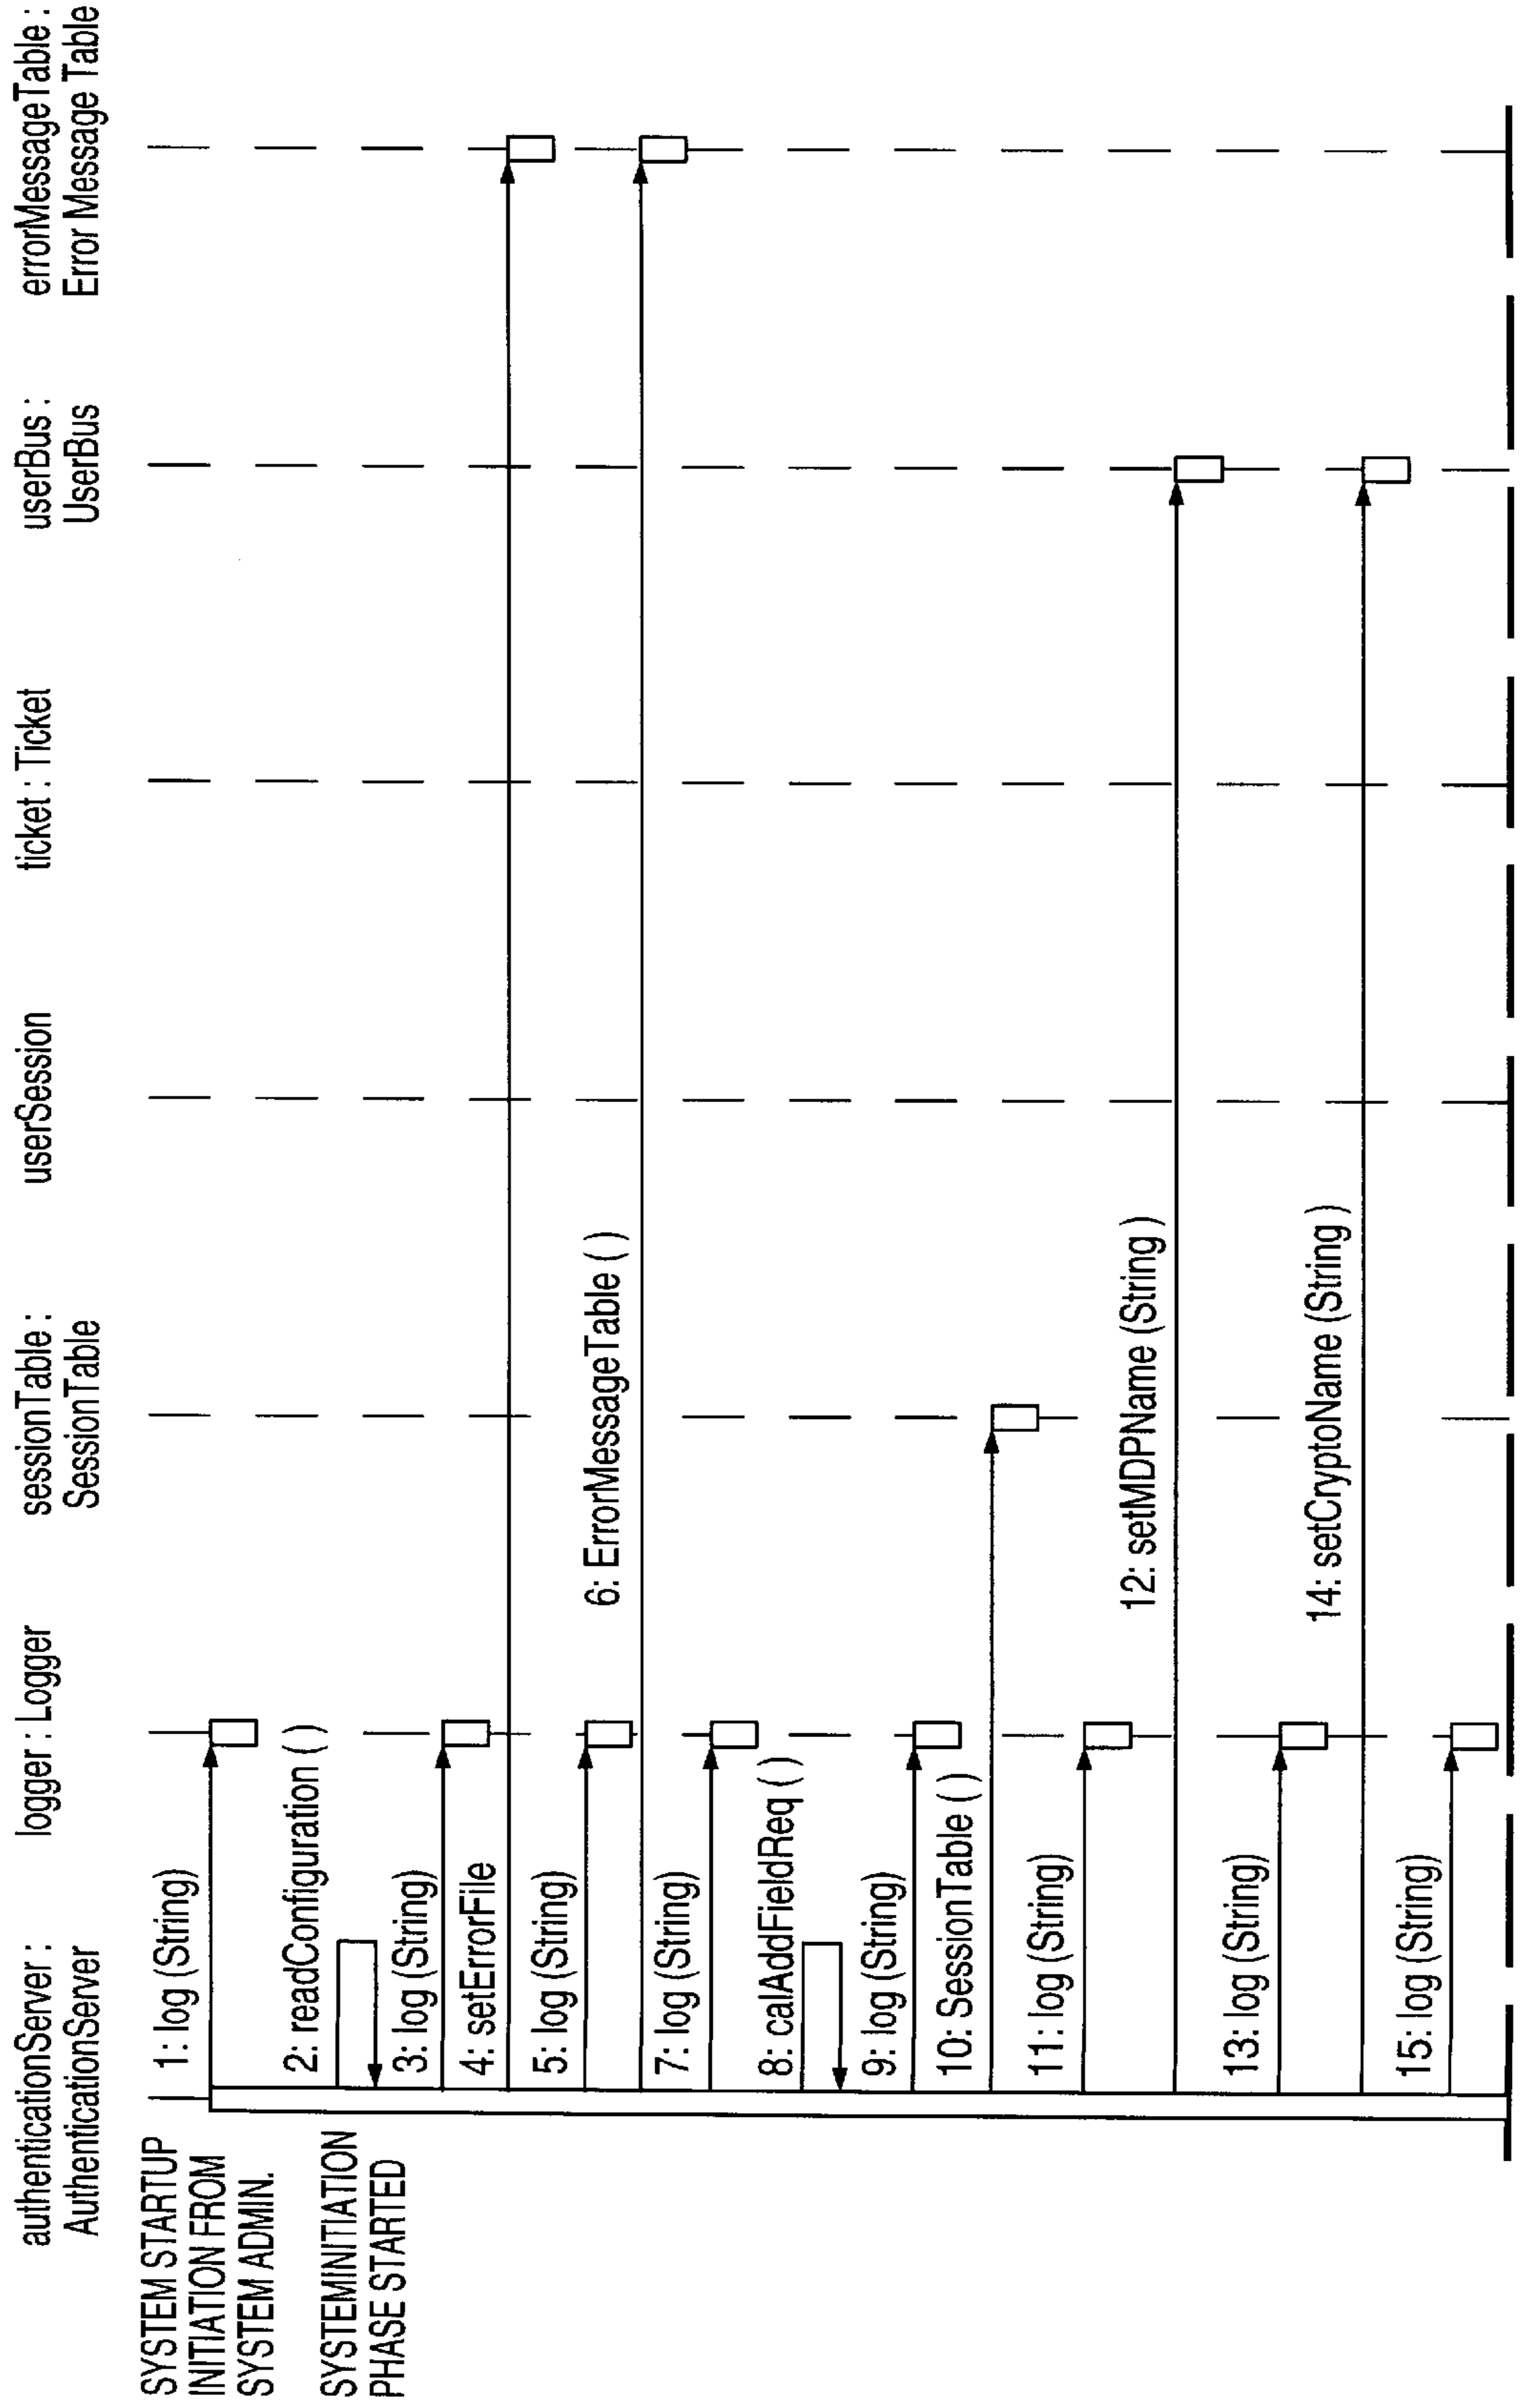 authenticationServer :
AuthenticationServer
logger : Logger
sessionTable :
SessionTable
userSession
ticket : Ticket
userBus :
UserBus
errorMessageTable :
Error Message Table
SYSTEM STARTUP
INITIATION FROM
SYSTEM ADMIN.
SYSTEMINITIATION
PHASE STARTED
1: log (String)
2: readConfiguration ( )
3: log (String)
4: setErrorFile
5: log (String)
6: ErrorMessageTable ( )
7: log (String)
8: calAddFieldReq ( )
9: log (String)
10: SessionTable ( )
11: log (String)
12: setMDPName (String )
13: log (String)
14: setCryptoName (String )
15: log (String)